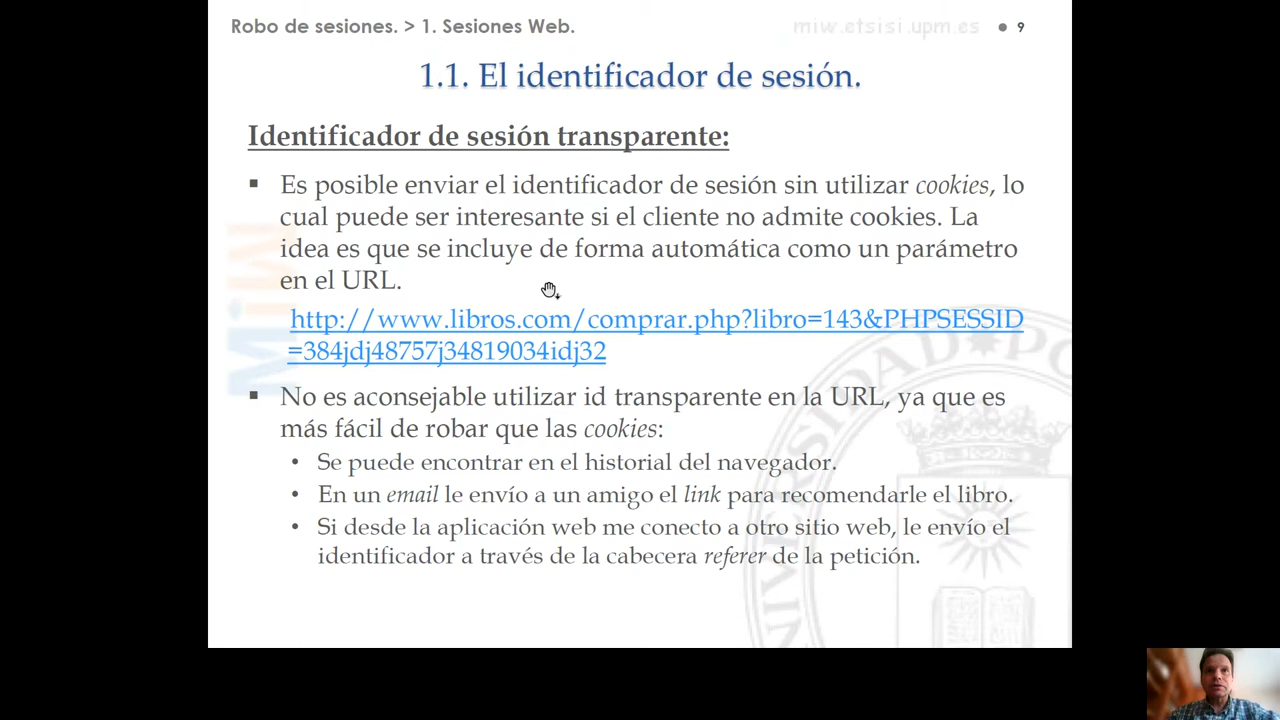 Robo de sesiones. > 1. Sesiones Web.
miw.etsisi.upm.es
9
1.1. El identificador de sesión.
Identificador de sesión transparente:
▪ Es posible enviar el identificador de sesión sin utilizar cookies, lo
cual puede ser interesante si el cliente no admite cookies. La
idea es que se incluye de forma automática como un parámetro
en el URL.
http://www.libros.com/comprar.php?libro=143&PHPSESSID
=384jdj48757j34819034idj32
▪ No es aconsejable utilizar id transparente en la URL, ya que es
más fácil de robar que las cookies:
• Se puede encontrar en el historial del navegador.
• En un email le envío a un amigo el link para recomendarle el libro.
• Si desde la aplicación web me conecto a otro sitio web, le envío el
identificador a través de la cabecera referer de la petición.
MiW